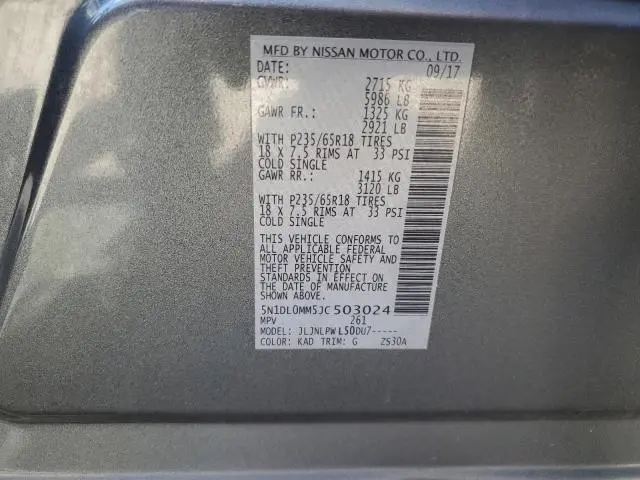 MFD BY NISSAN MOTOR CO., LTD.
DATE: 09/17
GVWR: 2715 KG
5986 LB
GAWR FR.: 1325 KG
2921 LB
WITH P235/65R18 TIRES
18 X 7.5 RIMS AT 33 PSI
COLD SINGLE
GAWR RR.: 1415 KG
3120 LB
WITH P235/65R18 TIRES
18 X 7.5 RIMS AT 33 PSI
COLD SINGLE
THIS VEHICLE CONFORMS TO
ALL APPLICABLE FEDERAL
MOTOR VEHICLE SAFETY AND
THEFT PREVENTION
STANDARDS IN EFFECT ON
THE DATE OF MANUFACTURE
SHOWN ABOVE.
5N1DL0MM5JC503024
MPV 261
MODEL: JLJNLPWL50DU7-----
COLOR: KAD TRIM: G ZS30A